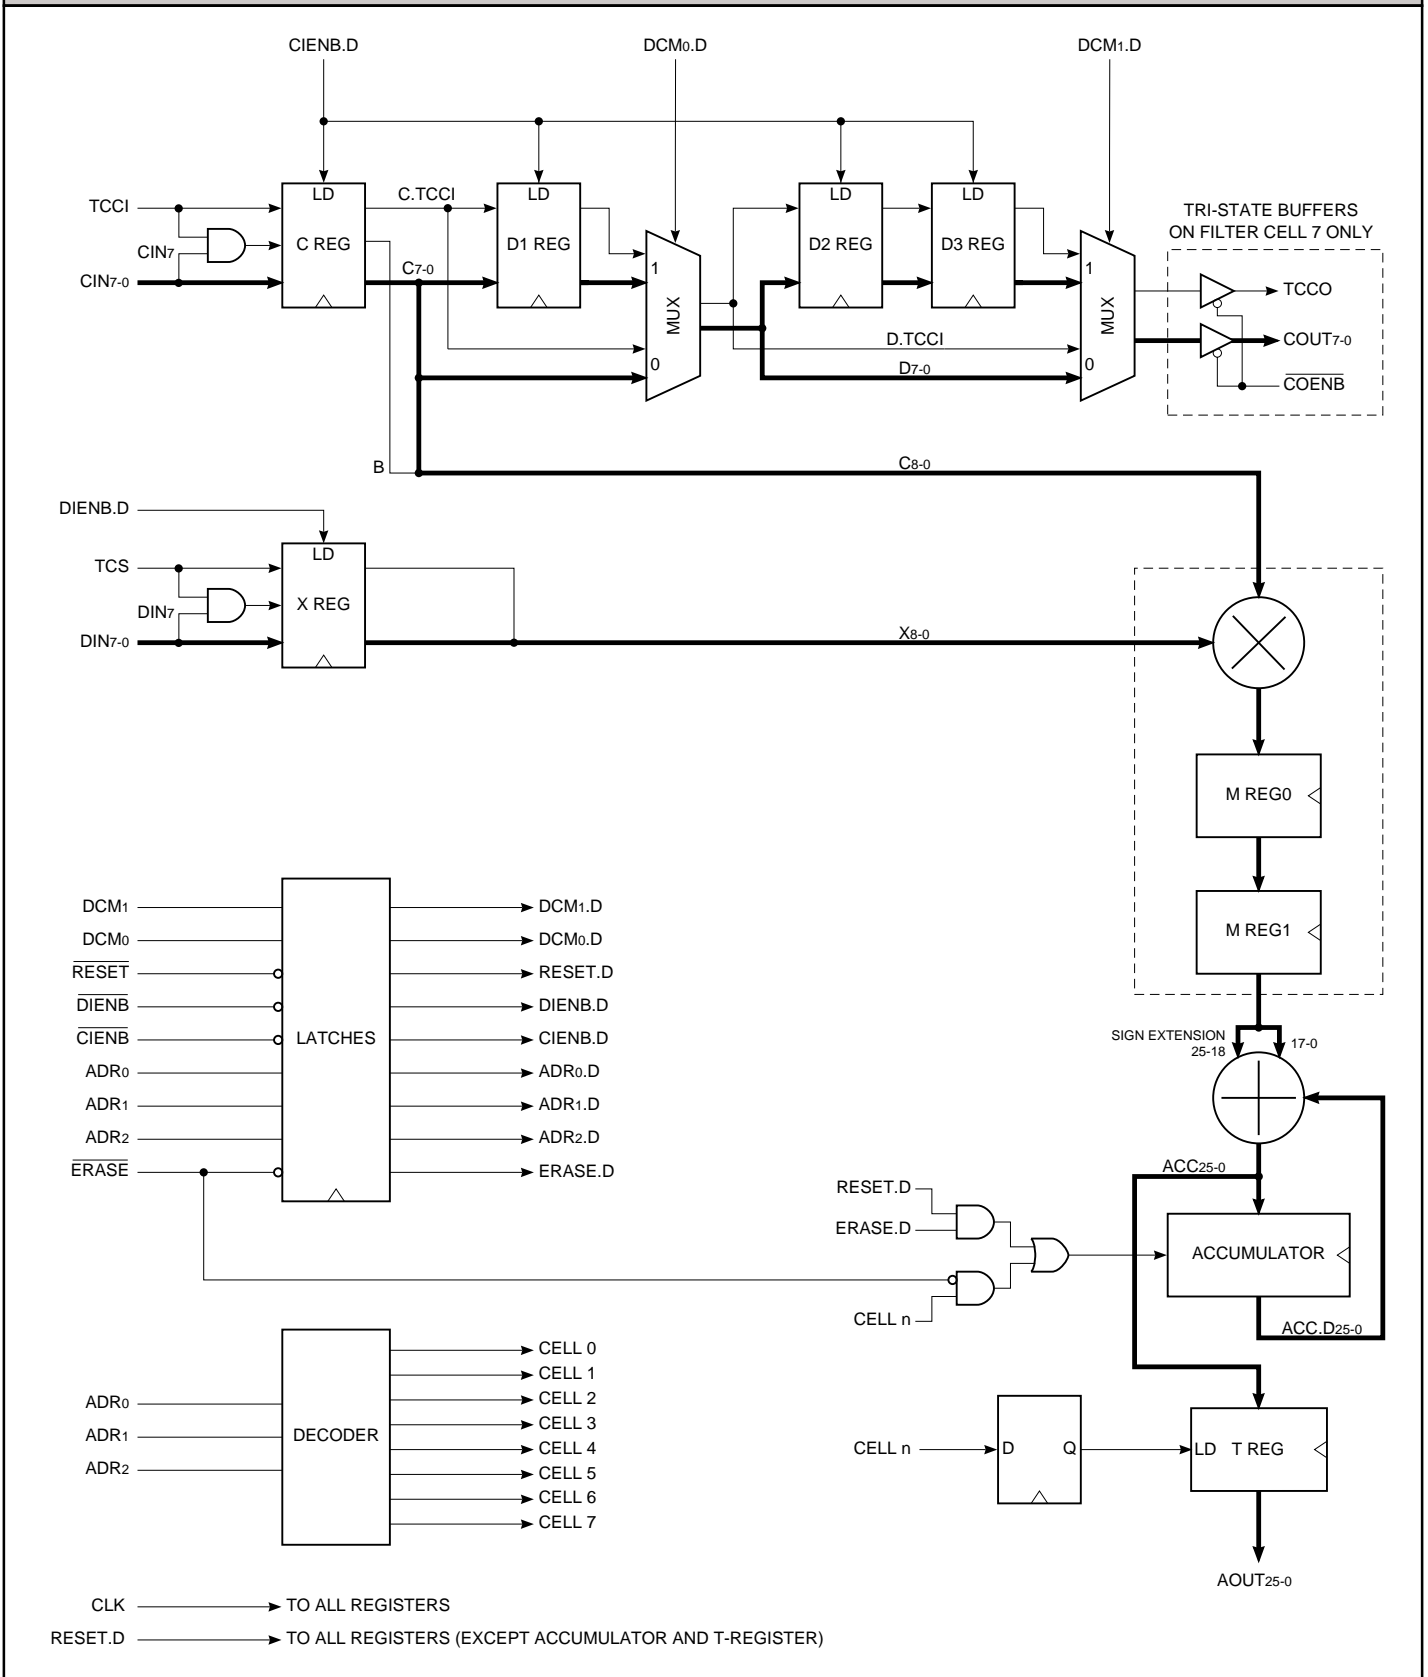 CIENB.D DCM0.D DCM1.D
LD LD LD LD
TCCI C.TCCI
TRI-STATE BUFFERS
ON FILTER CELL 7 ONLY
C REG D1 REG D2 REG D3 REG
CIN7
CIN7-0 C7-0
1 1
MUX MUX
TCCO
D.TCCI COUT7-0
0 D7-0 0
COENB
B C8-0
DIENB.D
LD
TCS
X REG
DIN7
DIN7-0 X8-0
M REG0
M REG1
DCM1 DCM1.D
DCM0 DCM0.D
RESET RESET.D
DIENB DIENB.D
CIENB LATCHES CIENB.D
ADR0 ADR0.D
ADR1 ADR1.D
ADR2 ADR2.D
ERASE ERASE.D
SIGN EXTENSION
25-18 17-0
ACC25-0
RESET.D
ERASE.D
ACCUMULATOR
CELL n
ACC.D25-0
CELL 0
CELL 1
ADR0 CELL 2
CELL 3
ADR1 DECODER
CELL 4
ADR2 CELL 5
CELL 6
CELL 7
CELL n D Q LD T REG
AOUT25-0
CLK TO ALL REGISTERS
RESET.D TO ALL REGISTERS (EXCEPT ACCUMULATOR AND T-REGISTER)